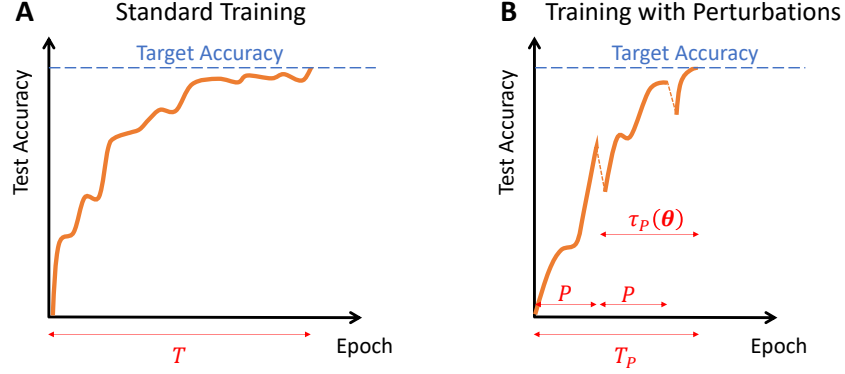 A Standard Training
Target Accuracy
Test Accuracy
T
Epoch
B Training with Perturbations
Target Accuracy
Test Accuracy
τ_P(θ)
P P
T_P
Epoch